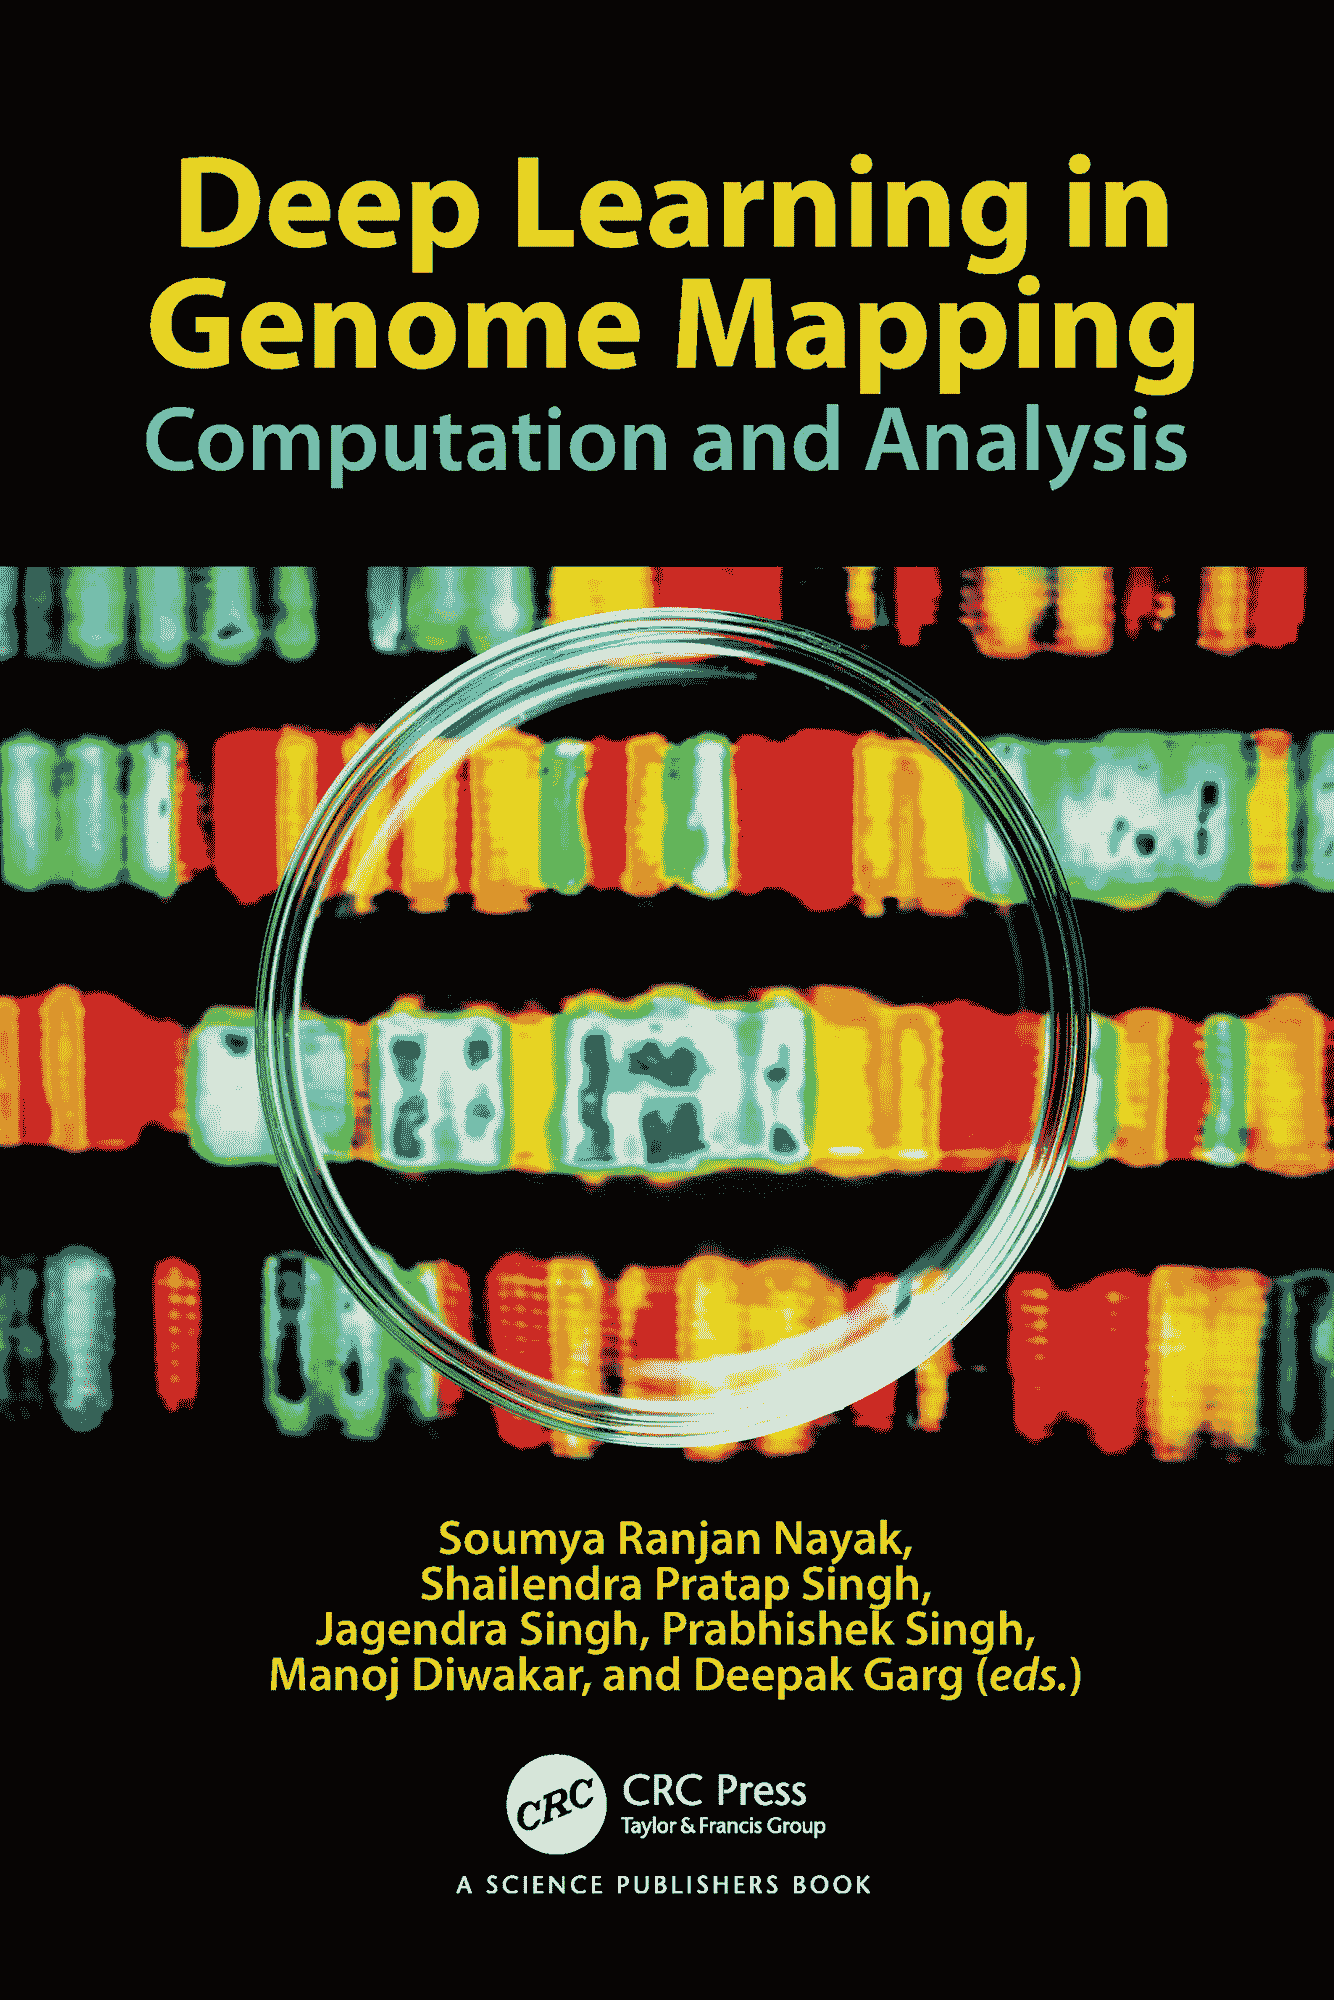 Deep Learning in
Genome Mapping
Computation and Analysis
Soumya Ranjan Nayak,
Shailendra Pratap Singh,
Jagendra Singh, Prabhishek Singh,
Manoj Diwakar, and Deepak Garg (eds.)
CRC
CRC Press
Taylor & Francis Group
A SCIENCE PUBLISHERS BOOK